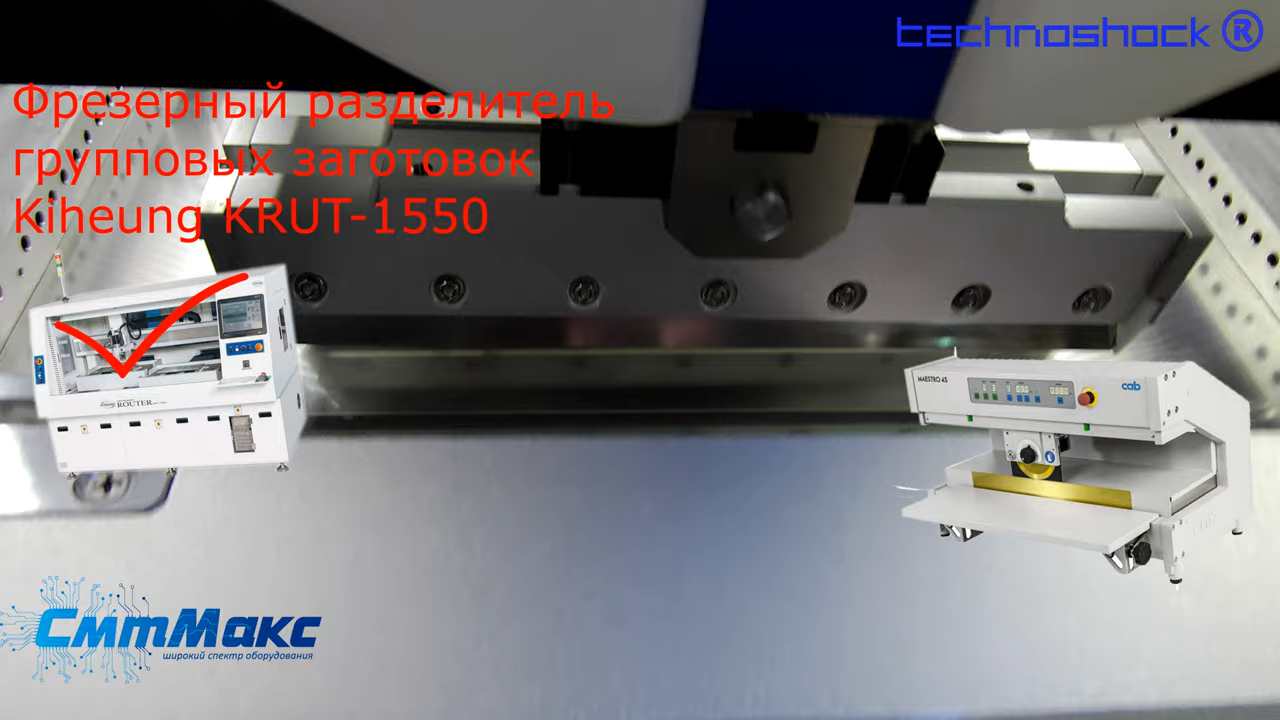 technoshock ®
Фрезерный разделитель
групповых заготовок
Kiheung KRUT-1550
ROUTER
MAESTRO 4S
cab
СмтМакс
широкий спектр оборудования